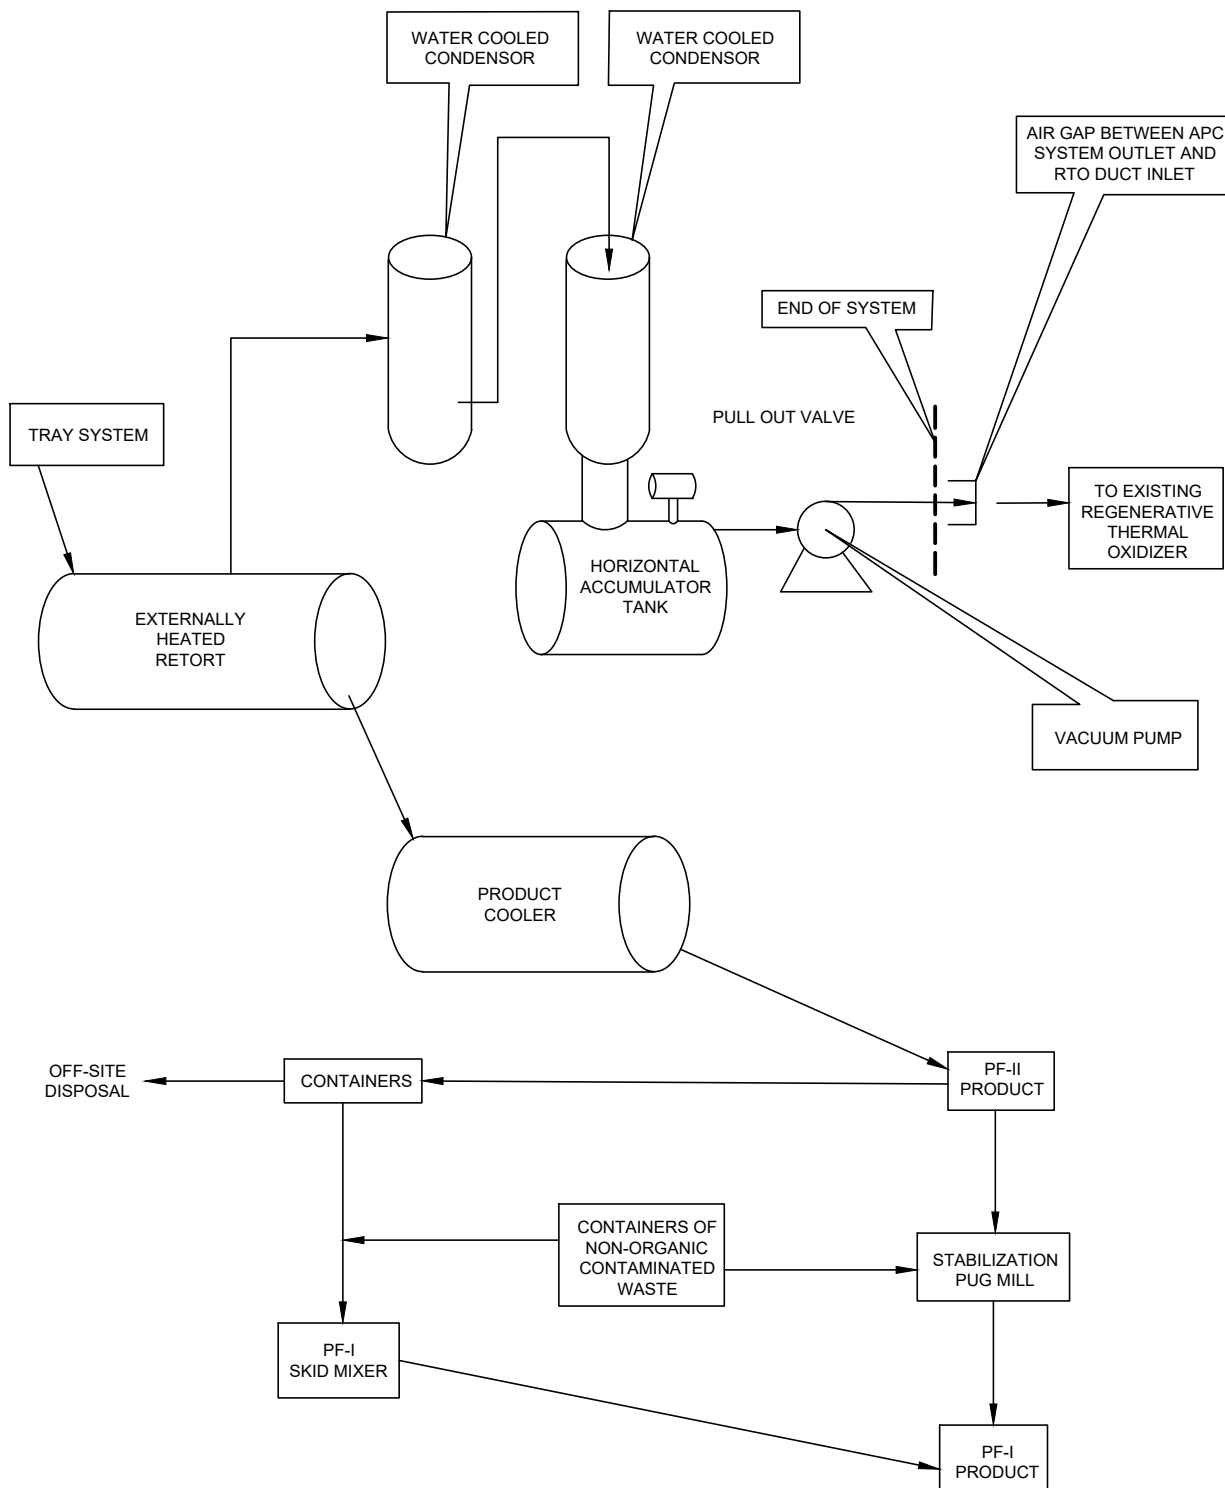 WATER COOLED
CONDENSOR
WATER COOLED
CONDENSOR
AIR GAP BETWEEN APC
SYSTEM OUTLET AND
RTO DUCT INLET
END OF SYSTEM
PULL OUT VALVE
TRAY SYSTEM
TO EXISTING
REGENERATIVE
THERMAL
OXIDIZER
HORIZONTAL
ACCUMULATOR
TANK
EXTERNALLY
HEATED
RETORT
VACUUM PUMP
PRODUCT
COOLER
OFF-SITE
DISPOSAL
CONTAINERS
PF-II
PRODUCT
CONTAINERS OF
NON-ORGANIC
CONTAMINATED
WASTE
STABILIZATION
PUG MILL
PF-I
SKID MIXER
PF-I
PRODUCT